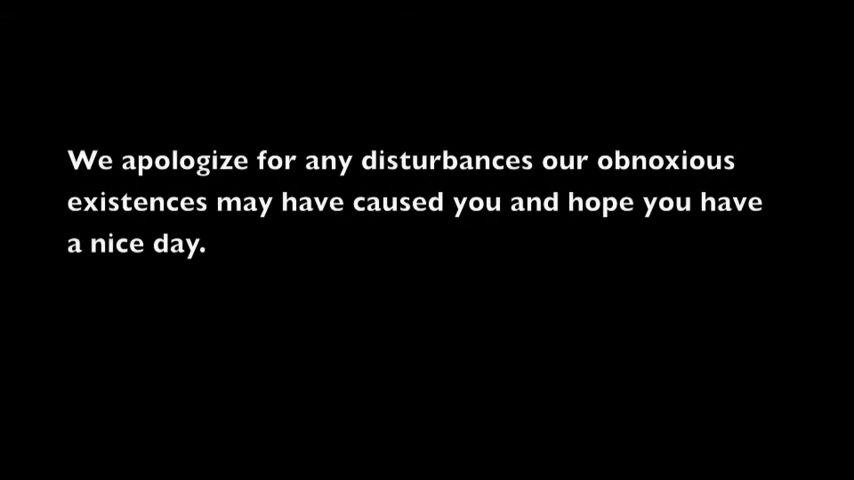 We apologize for any disturbances our obnoxious
existences may have caused you and hope you have
a nice day.